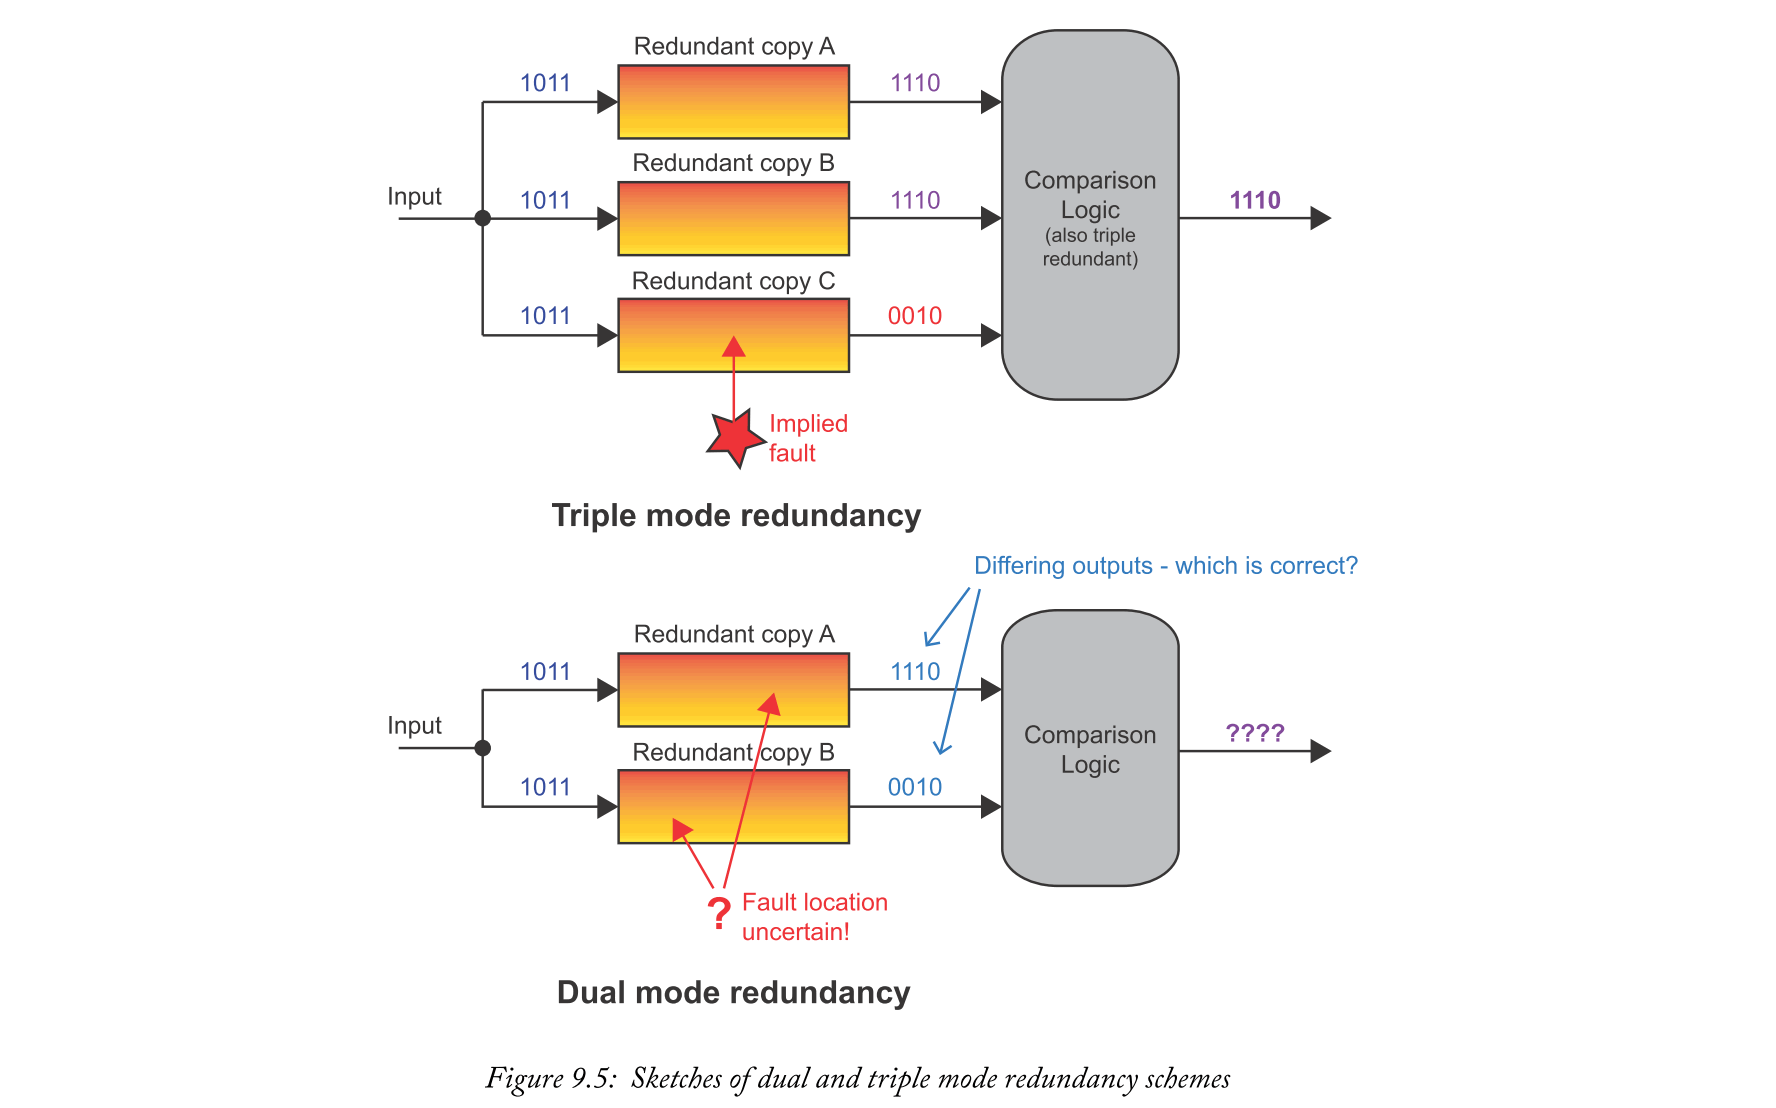 Redundant copy A
1011
1110
Redundant copy B
Input
1011
1110
Comparison
Logic
(also triple
redundant)
1110
Redundant copy C
1011
0010
Implied
fault
Triple mode redundancy
Differing outputs - which is correct?
Redundant copy A
1011
1110
Input
Redundant copy B
Comparison
Logic
????
1011
0010
? Fault location
uncertain!
Dual mode redundancy
Figure 9.5: Sketches of dual and triple mode redundancy schemes